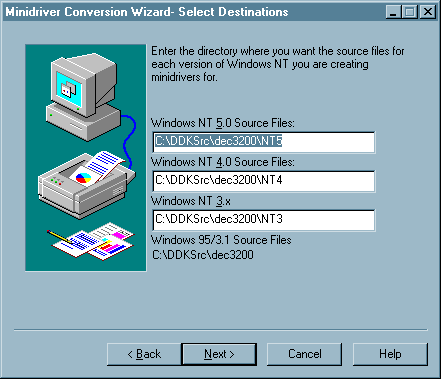 Minidriver Conversion Wizard- Select Destinations
Enter the directory where you want the source files for
each version of Windows NT you are creating
minidrivers for.
Windows NT 5.0 Source Files:
C:\DDKSrc\dec3200\NT5
Windows NT 4.0 Source Files:
C:\DDKSrc\dec3200\NT4
Windows NT 3.x
C:\DDKSrc\dec3200\NT3
Windows 95/3.1 Source Files
C:\DDKSrc\dec3200
< Back
Next >
Cancel
Help